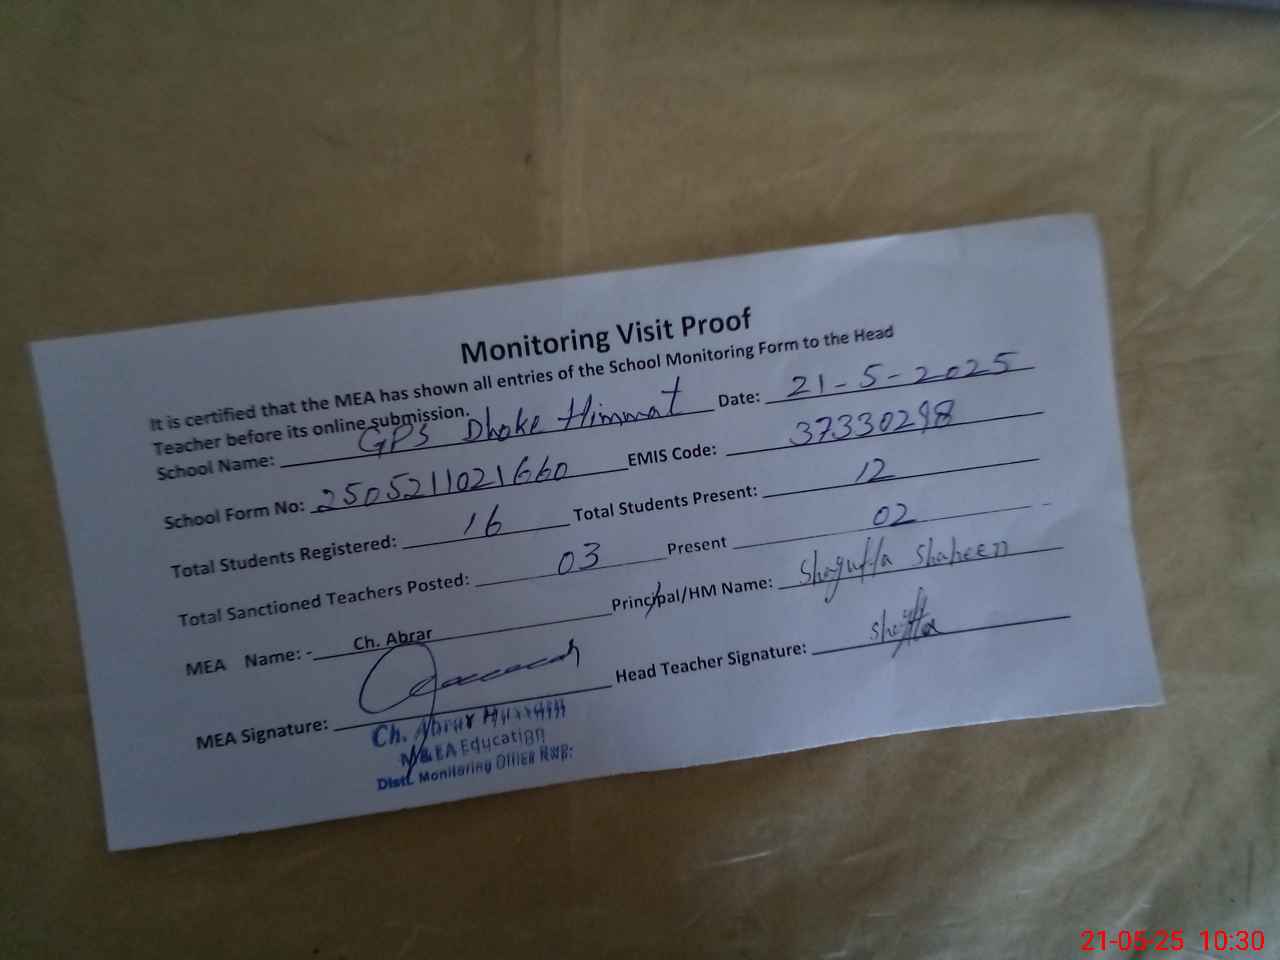 Monitoring Visit Proof
It is certified that the MEA has shown all entries of the School Monitoring Form to the Head
Teacher before its online submission.
School Name: GPS Dhoke Himmat Date: 21-5-2025
School Form No: 2505211021660 EMIS Code: 37330298
Total Students Registered: 16 Total Students Present: 12
Total Sanctioned Teachers Posted: 03 Present 02
MEA Name: - Ch. Abrar Principal/HM Name: Shagufta Shaheen
MEA Signature: Head Teacher Signature:
Ch. Abrar Hussain
M&EA Education
Distt. Monitoring Officer Rwp:
21-05-25 10:30